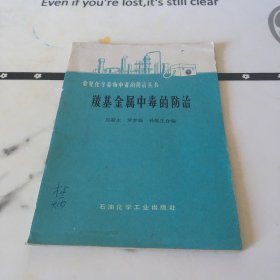 Even if you're not, it's still clear
常见化学毒物中毒的防治丛书
羰基金属中毒的防治
石油化学工业出版社